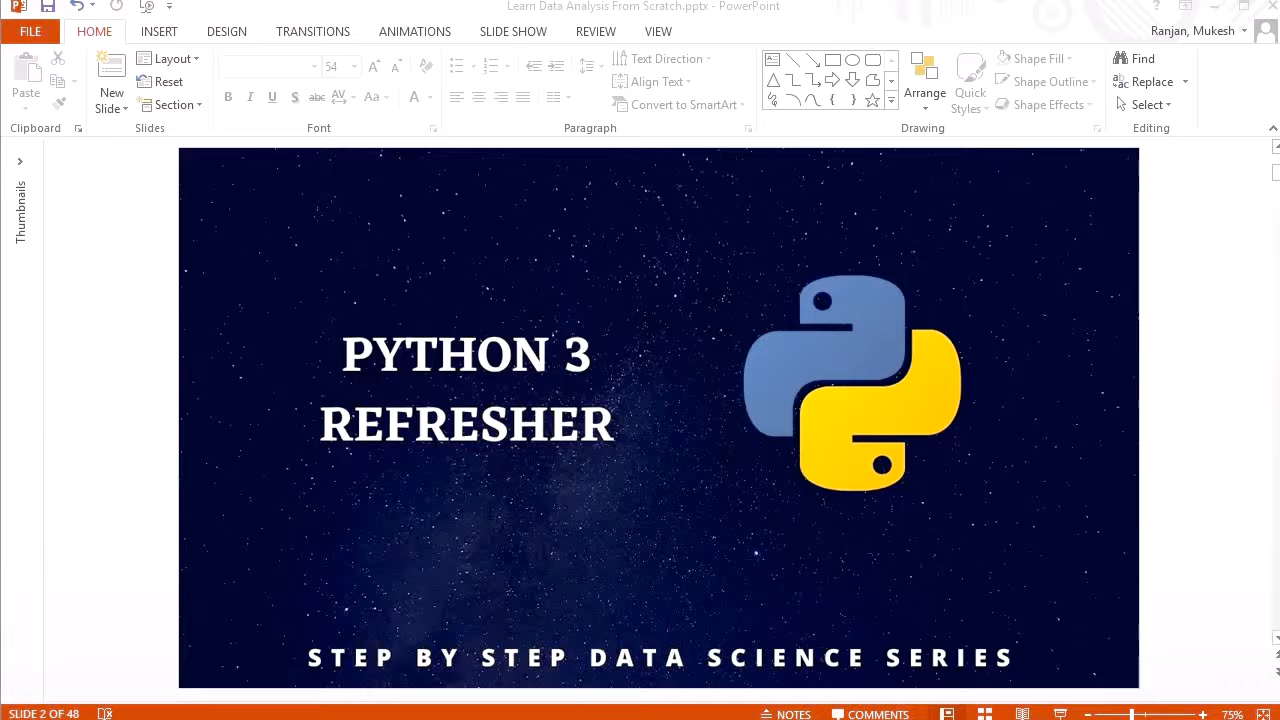 Learn Data Analysis From Scratch.pptx - PowerPoint
?
FILE HOME INSERT DESIGN TRANSITIONS ANIMATIONS SLIDE SHOW REVIEW VIEW Ranjan, Mukesh
Paste
Clipboard
New
Slide
Layout
Reset
Section
Slides
54
B I U S abc AV Aa A
Font
Text Direction
Align Text
Convert to SmartArt
Paragraph
Arrange
Quick
Styles
Shape Fill
Shape Outline
Shape Effects
Drawing
Find
Replace
Select
Editing
Thumbnails
PYTHON 3
REFRESHER
STEP BY STEP DATA SCIENCE SERIES
SLIDE 2 OF 48 NOTES COMMENTS 75%